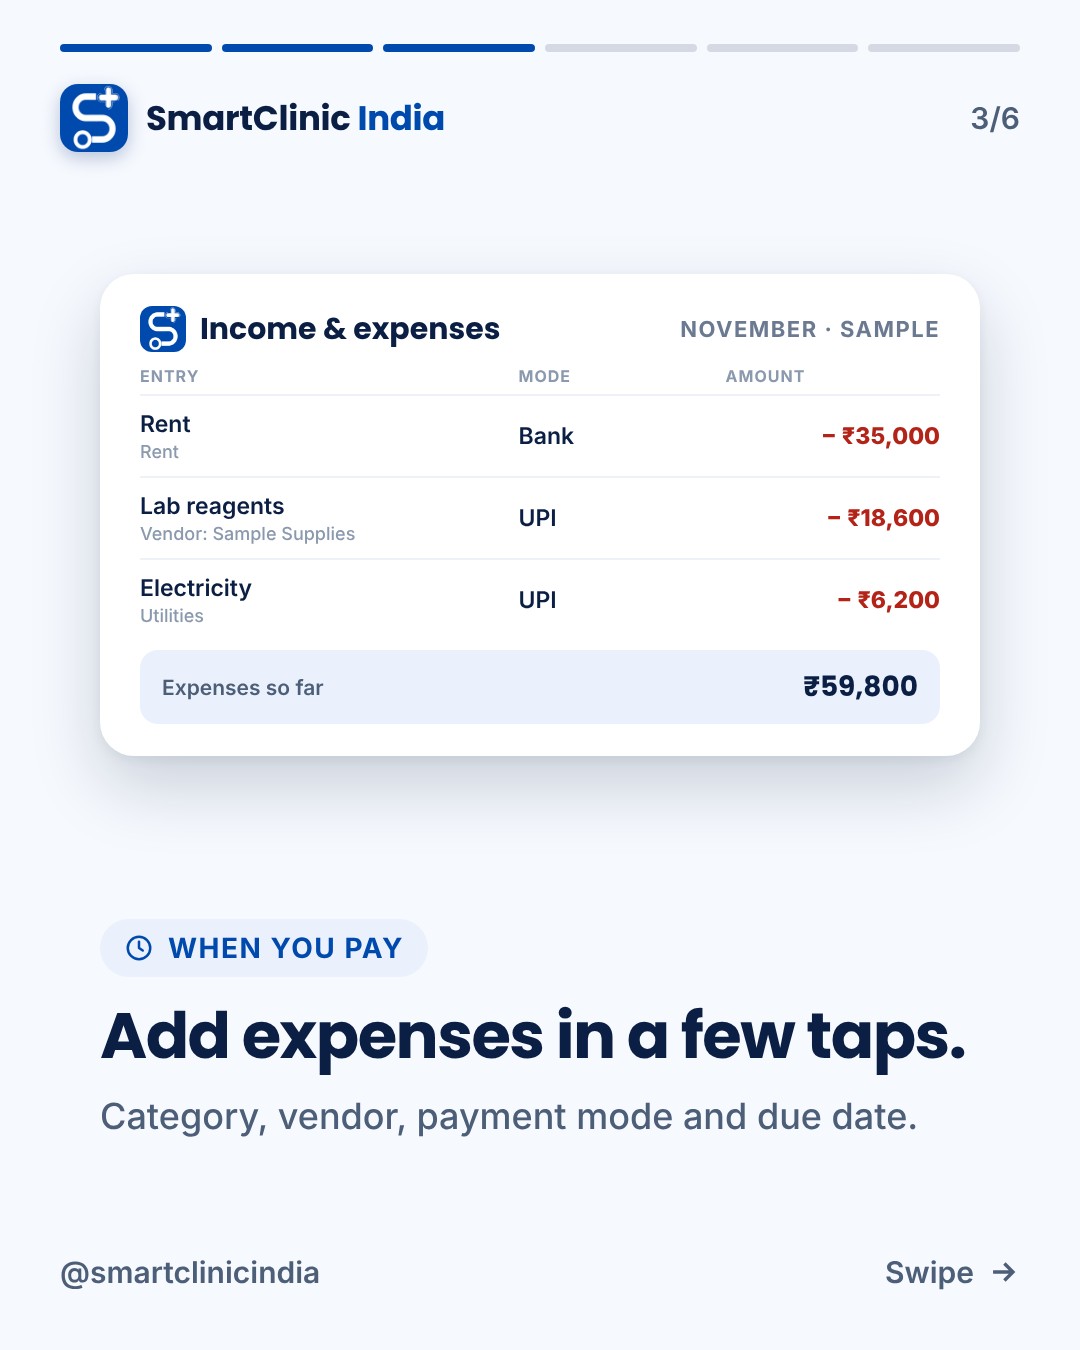 SmartClinic India
3/6
Income & expenses
NOVEMBER · SAMPLE
ENTRY MODE AMOUNT
Rent
Rent
Bank
− ₹35,000
Lab reagents
Vendor: Sample Supplies
UPI
− ₹18,600
Electricity
Utilities
UPI
− ₹6,200
Expenses so far
₹59,800
WHEN YOU PAY
Add expenses in a few taps.
Category, vendor, payment mode and due date.
@smartclinicindia
Swipe →